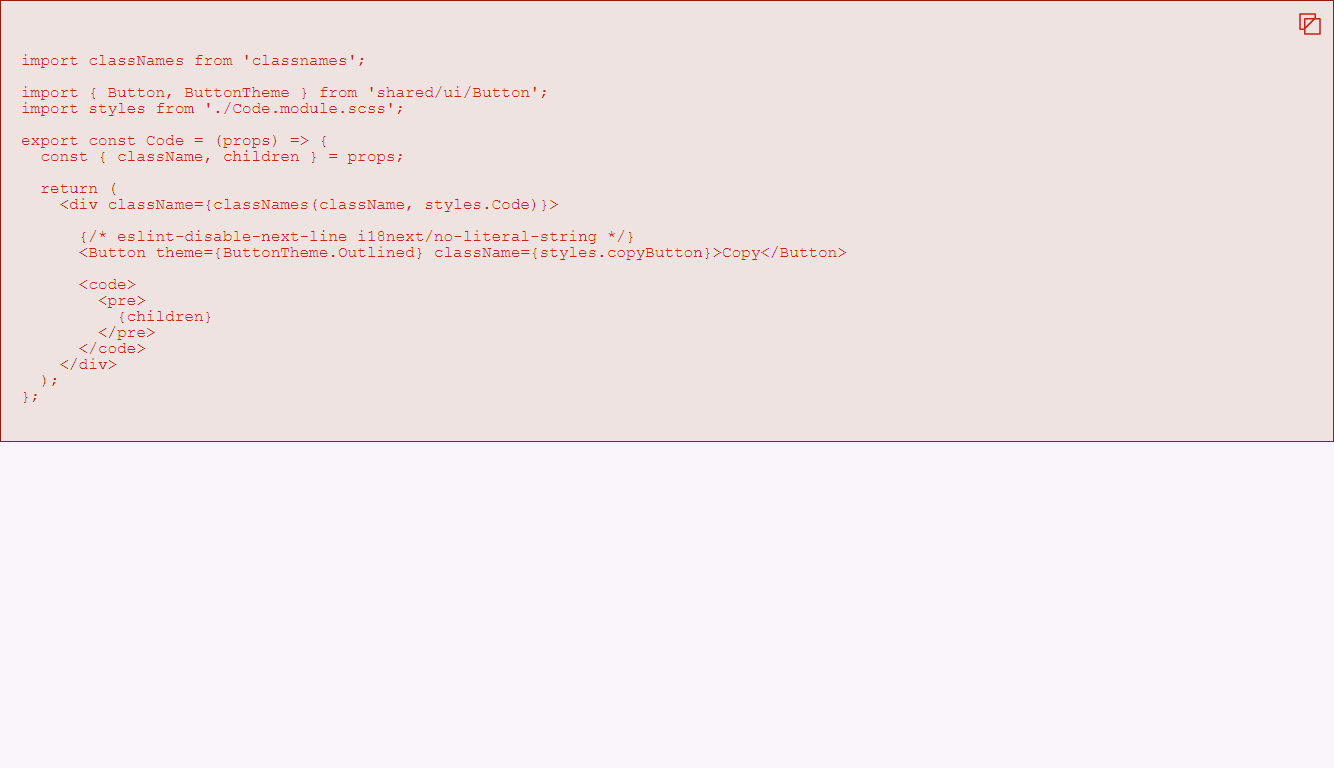 import classNames from 'classnames';
import { Button, ButtonTheme } from 'shared/ui/Button';
import styles from './Code.module.scss';
export const Code = (props) => {
  const { className, children } = props;
  return (
    <div className={classNames(className, styles.Code)}>
      {/* eslint-disable-next-line i18next/no-literal-string */}
      <Button theme={ButtonTheme.Outlined} className={styles.copyButton}>Copy</Button>
      <code>
        <pre>
          {children}
        </pre>
      </code>
    </div>
  );
};